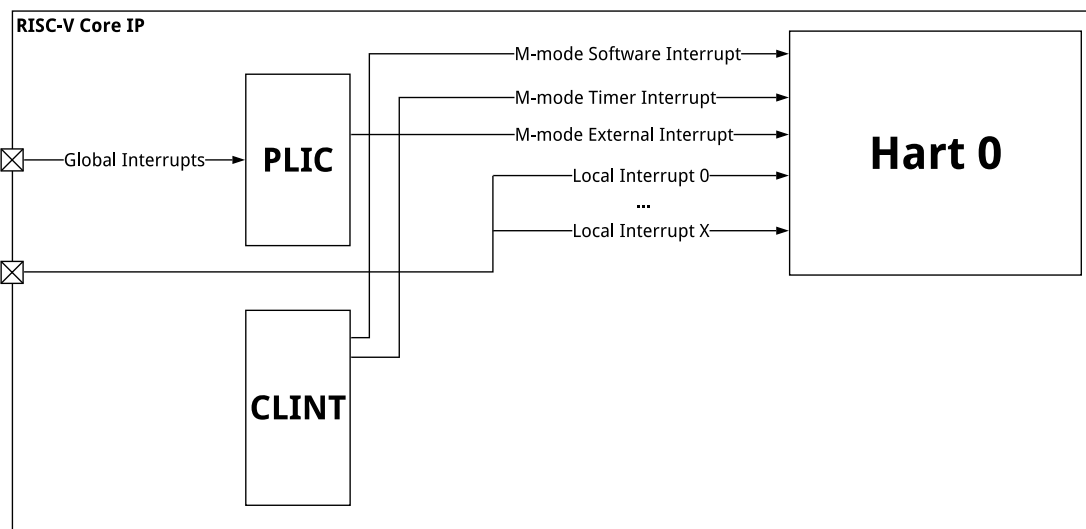 RISC-V Core IP
M-mode Software Interrupt
M-mode Timer Interrupt
M-mode External Interrupt
Global Interrupts
PLIC
Hart 0
Local Interrupt 0
...
Local Interrupt X
CLINT